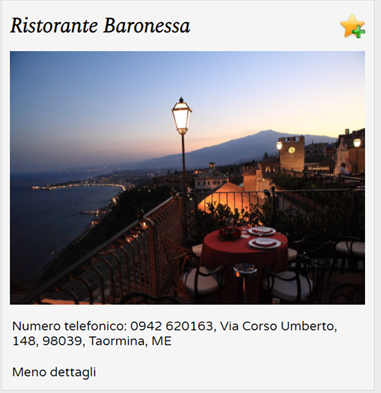 Ristorante Baronessa
Numero telefonico: 0942 620163, Via Corso Umberto,
148, 98039, Taormina, ME
Meno dettagli